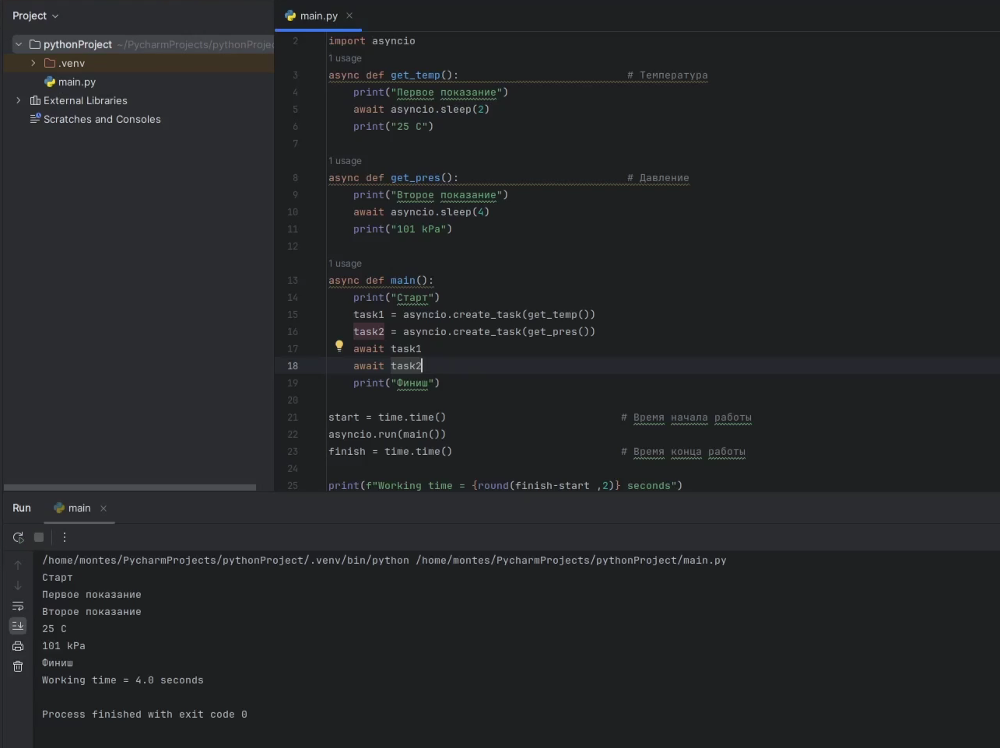 Project
main.py
pythonProject ~/PycharmProjects/pythonProje
.venv
main.py
External Libraries
Scratches and Consoles
2 import asyncio
1 usage
3 async def get_temp(): # Температура
4 print("Первое показание")
5 await asyncio.sleep(2)
6 print("25 C")
7
1 usage
8 async def get_pres(): # Давление
9 print("Второе показание")
10 await asyncio.sleep(4)
11 print("101 kPa")
12
1 usage
13 async def main():
14 print("Старт")
15 task1 = asyncio.create_task(get_temp())
16 task2 = asyncio.create_task(get_pres())
17 await task1
18 await task2
19 print("Финиш")
20
21 start = time.time() # Время начала работы
22 asyncio.run(main())
23 finish = time.time() # Время конца работы
24
25 print(f"Working time = {round(finish-start ,2)} seconds")
Run main
/home/montes/PycharmProjects/pythonProject/.venv/bin/python /home/montes/PycharmProjects/pythonProject/main.py
Старт
Первое показание
Второе показание
25 C
101 kPa
Финиш
Working time = 4.0 seconds
Process finished with exit code 0